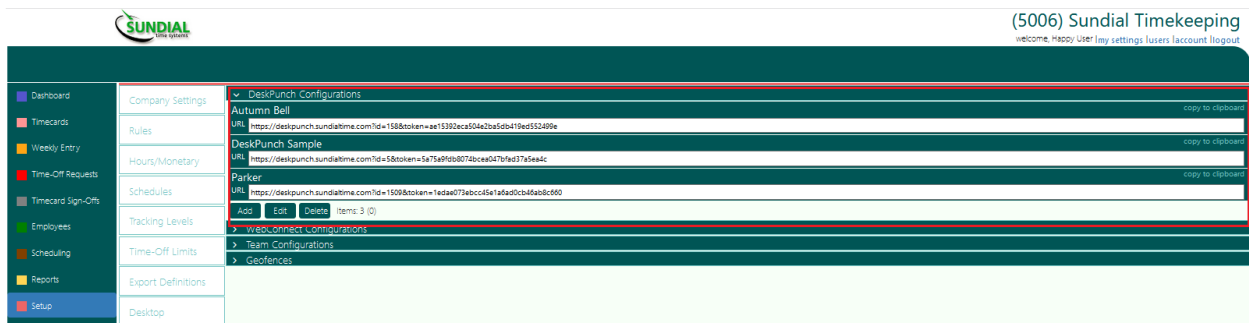 SUNDIAL
time systems
(5006) Sundial Timekeeping
welcome, Happy User |my settings |users |account |logout
Dashboard
Timecards
Weekly Entry
Time-Off Requests
Timecard Sign-Offs
Employees
Scheduling
Reports
Setup
Company Settings
Rules
Hours/Monetary
Schedules
Tracking Levels
Time-Off Limits
Export Definitions
Desktop
DeskPunch Configurations
Autumn Bell copy to clipboard
URL https://deskpunch.sundialtime.com?id=158&token=ae15392eca504e2ba5db419ed552499e
DeskPunch Sample copy to clipboard
URL https://deskpunch.sundialtime.com?id=5&token=5a75a9fdb8074bcea047bfad37a5ea4c
Parker copy to clipboard
URL https://deskpunch.sundialtime.com?id=1509&token=1edae073ebcc45e1a6ad0cb46ab8c660
Add Edit Delete Items: 3 (0)
WebConnect Configurations
Team Configurations
Geofences